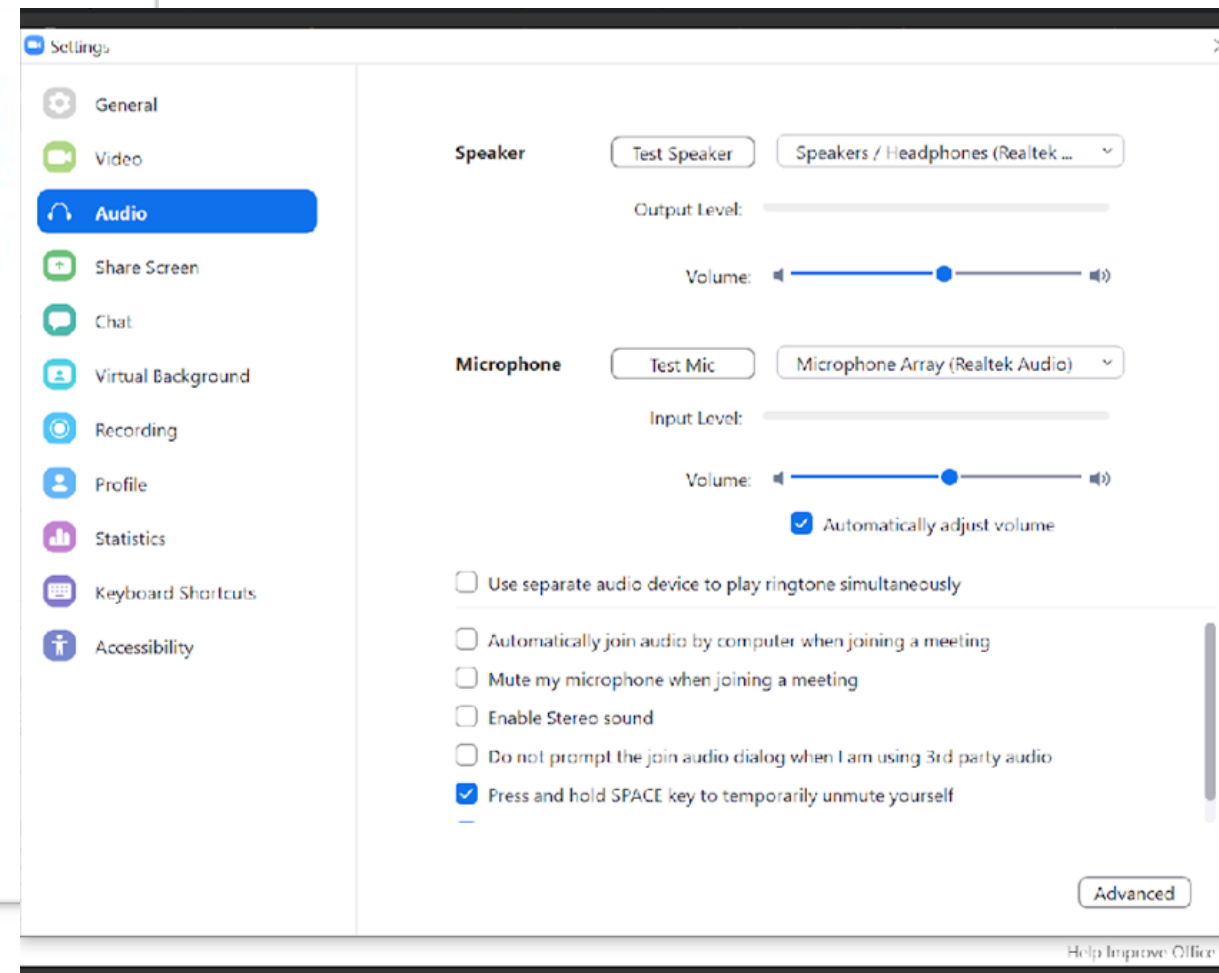 Settings
General
Video
Audio
Share Screen
Chat
Virtual Background
Recording
Profile
Statistics
Keyboard Shortcuts
Accessibility
Speaker Test Speaker Speakers / Headphones (Realtek ...
Output Level:
Volume:
Microphone Test Mic Microphone Array (Realtek Audio)
Input Level:
Volume:
Automatically adjust volume
Use separate audio device to play ringtone simultaneously
Automatically join audio by computer when joining a meeting
Mute my microphone when joining a meeting
Enable Stereo sound
Do not prompt the join audio dialog when I am using 3rd party audio
Press and hold SPACE key to temporarily unmute yourself
Advanced
Help Improve Office